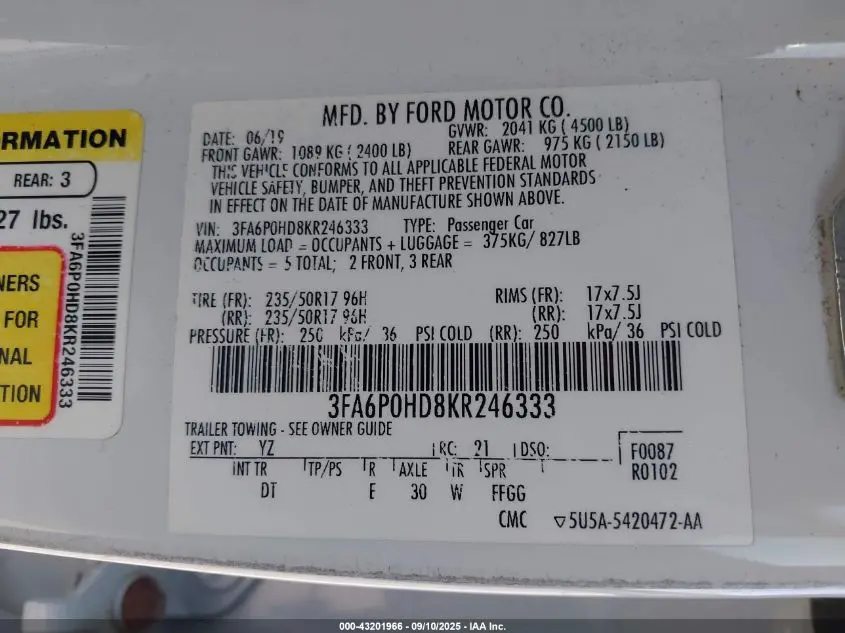 ORMATION
REAR: 3
27 lbs.
3FA6P0HD8KR246333
NERS
FOR
NAL
TION
MFD. BY FORD MOTOR CO.
DATE: 06/19 GVWR: 2041 KG ( 4500 LB)
FRONT GAWR: 1089 KG ( 2400 LB) REAR GAWR: 975 KG ( 2150 LB)
THIS VEHICLE CONFORMS TO ALL APPLICABLE FEDERAL MOTOR
VEHICLE SAFETY, BUMPER, AND THEFT PREVENTION STANDARDS
IN EFFECT ON THE DATE OF MANUFACTURE SHOWN ABOVE.
VIN: 3FA6P0HD8KR246333 TYPE: Passenger Car
MAXIMUM LOAD = OCCUPANTS + LUGGAGE = 375KG/ 827LB
OCCUPANTS = 5 TOTAL; 2 FRONT, 3 REAR
TIRE (FR): 235/50R17 96H RIMS (FR): 17x7.5J
(RR): 235/50R17 96H (RR): 17x7.5J
PRESSURE (FR): 250 kPa/ 36 PSI COLD (RR): 250 kPa/ 36 PSI COLD
3FA6P0HD8KR246333
TRAILER TOWING - SEE OWNER GUIDE
EXT PNT: YZ RC: 21 DSO: F0087
INT TR TP/PS R AXLE TR SPR R0102
DT E 30 W FFGG
CMC ▽5U5A-5420472-AA
000-43201966 - 09/10/2025 - IAA Inc.